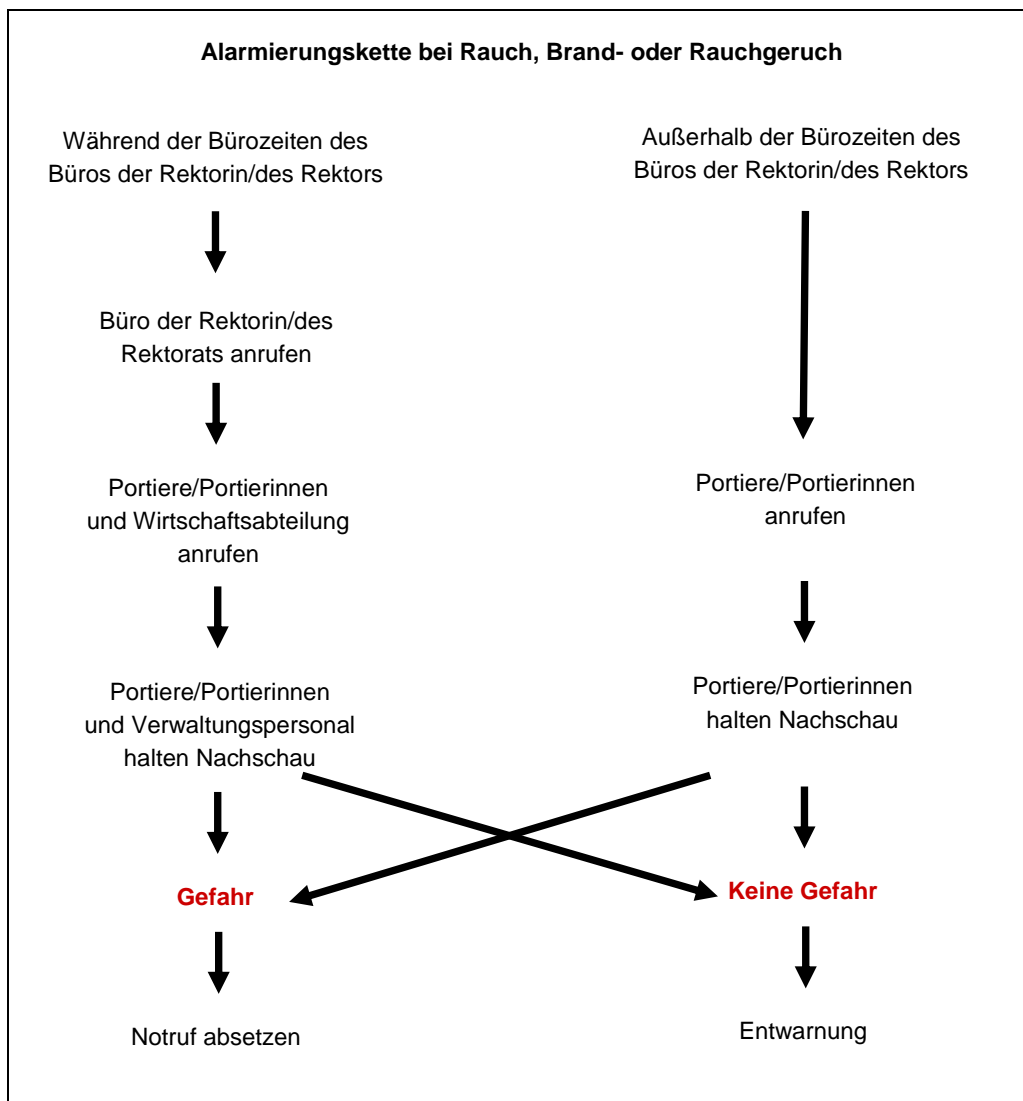 Alarmierungskette bei Rauch, Brand- oder Rauchgeruch
Während der Bürozeiten des
Büros der Rektorin/des Rektors
Außerhalb der Bürozeiten des
Büros der Rektorin/des Rektors
Büro der Rektorin/des
Rektorats anrufen
Portiere/Portierinnen
und Wirtschaftsabteilung
anrufen
Portiere/Portierinnen
anrufen
Portiere/Portierinnen
und Verwaltungspersonal
halten Nachschau
Portiere/Portierinnen
halten Nachschau
Gefahr
Keine Gefahr
Notruf absetzen
Entwarnung